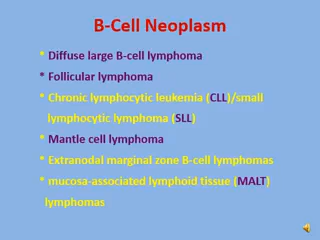 B-Cell Neoplasm
* Diffuse large B-cell lymphoma
* Follicular lymphoma
* Chronic lymphocytic leukemia (CLL)/small
lymphocytic lymphoma (SLL)
* Mantle cell lymphoma
* Extranodal marginal zone B-cell lymphomas
* mucosa-associated lymphoid tissue (MALT)
lymphomas